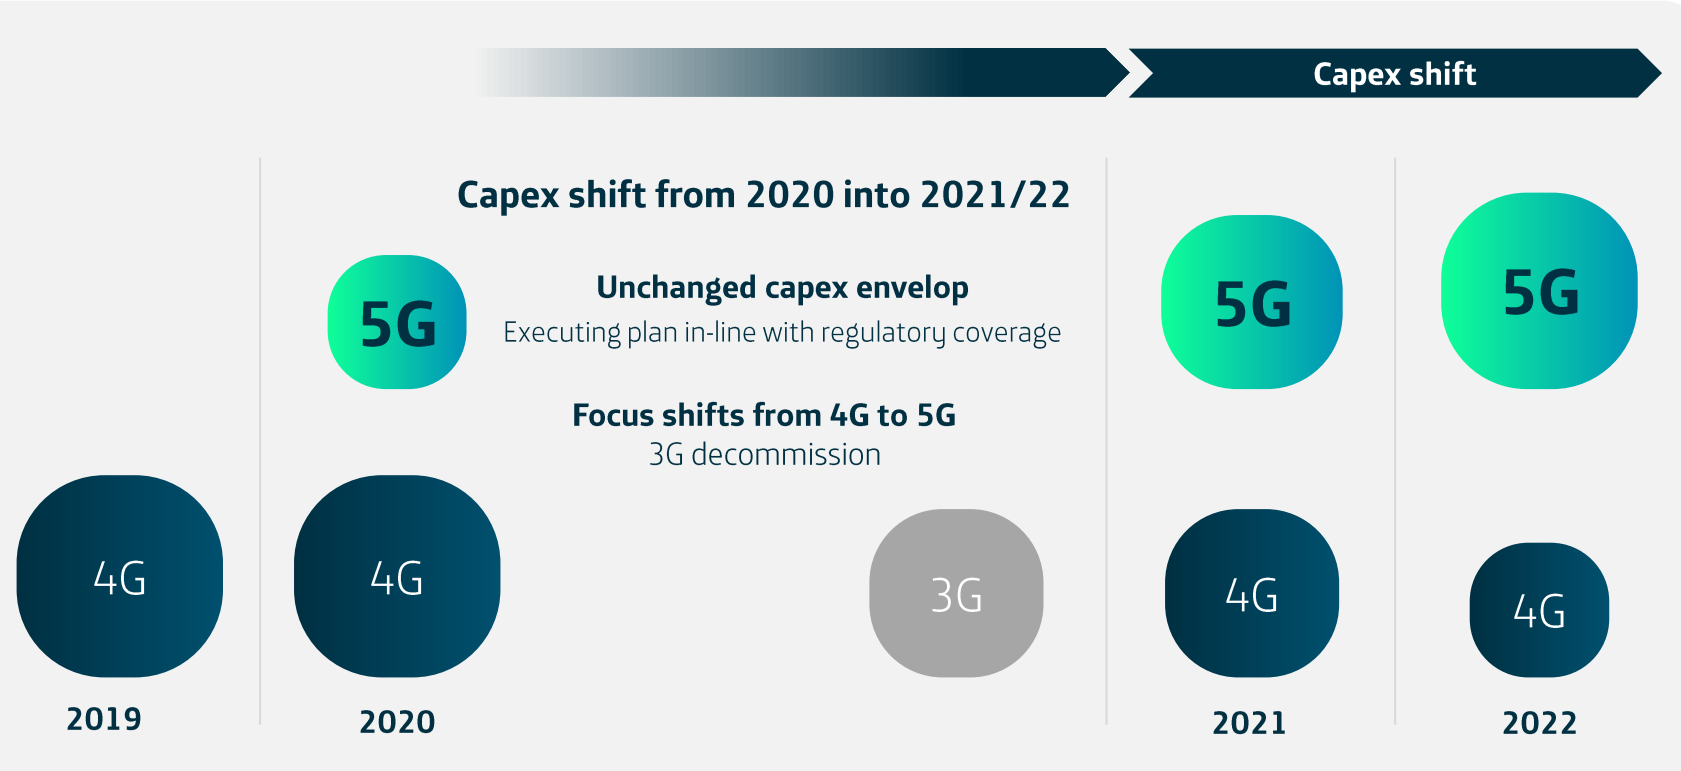 Capex shift
Capex shift from 2020 into 2021/22
5G
Unchanged capex envelop
Executing plan in-line with regulatory coverage
5G
5G
Focus shifts from 4G to 5G
3G decommission
4G
4G
3G
4G
4G
2019
2020
2021
2022